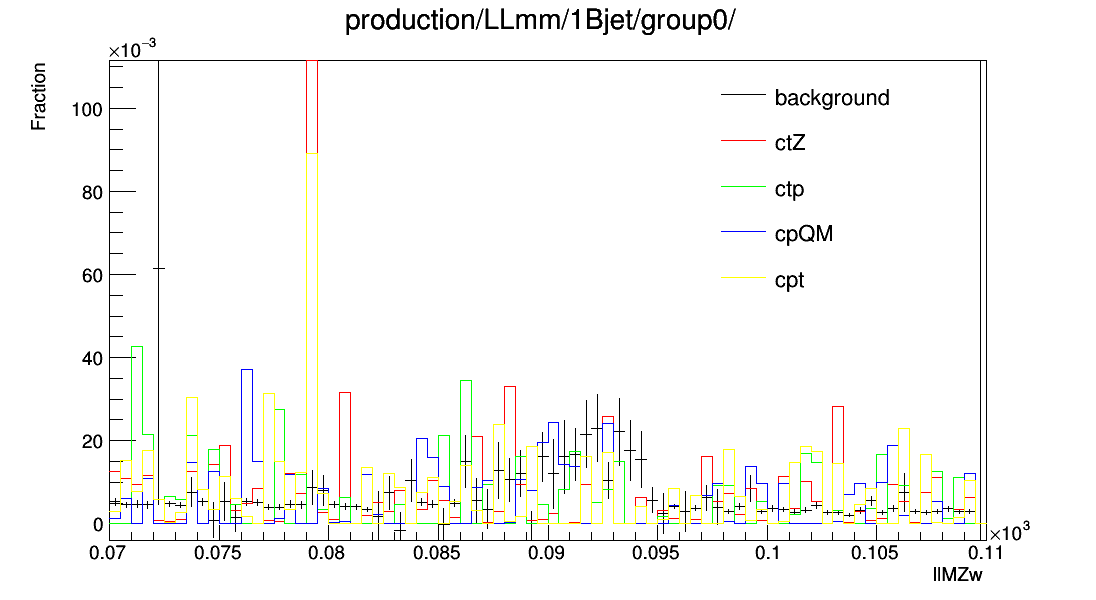 production/LLmm/1Bjet/group0/
×10⁻³
Fraction
100
80
60
40
20
0
background
ctZ
ctp
cpQM
cpt
0.07 0.075 0.08 0.085 0.09 0.095 0.1 0.105 0.11
×10³
llMZw